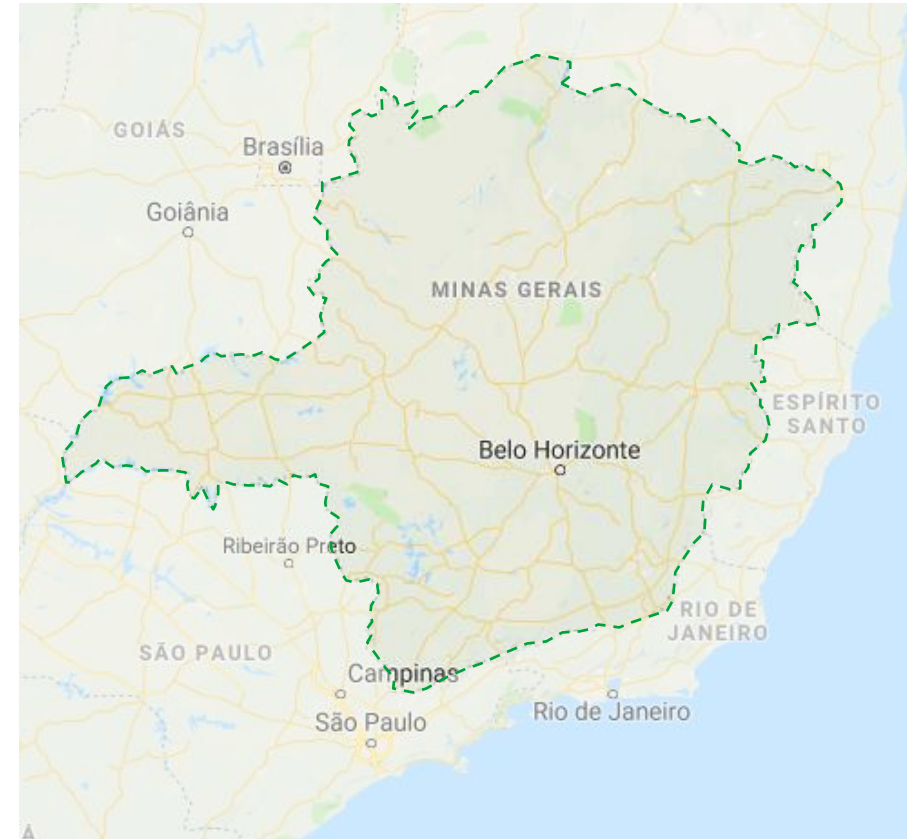 GOIÁS
Brasília
Goiânia
MINAS GERAIS
ESPÍRITO
SANTO
Belo Horizonte
Ribeirão Preto
RIO DE
JANEIRO
SÃO PAULO
Campinas
Rio de Janeiro
São Paulo
Á